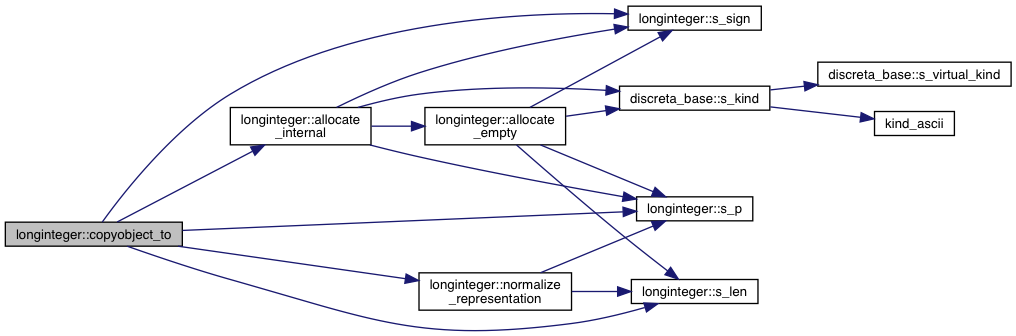 longinteger::s_sign
discreta_base::s_virtual_kind
discreta_base::s_kind
longinteger::allocate
_internal
longinteger::allocate
_empty
kind_ascii
longinteger::s_p
longinteger::copyobject_to
longinteger::normalize
_representation
longinteger::s_len